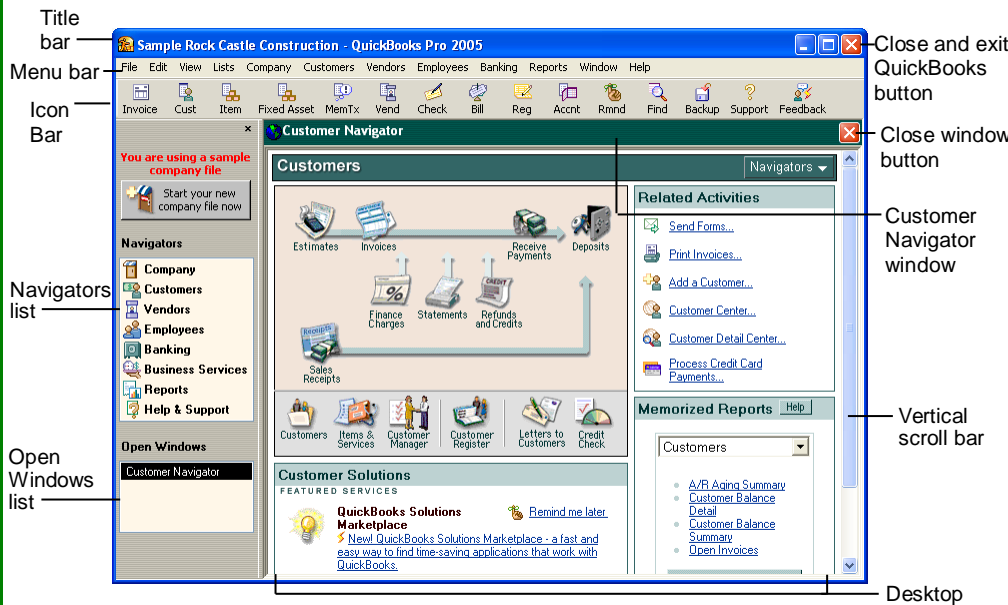 Title
bar
Menu bar
Icon
Bar
Navigators
list
Open
Windows
list
Sample Rock Castle Construction - QuickBooks Pro 2005
File Edit View Lists Company Customers Vendors Employees Banking Reports Window Help
Invoice Cust Item Fixed Asset MemTx Vend Check Bill Reg Accnt Rmnd Find Backup Support Feedback
You are using a sample
company file
Start your new
company file now
Navigators
Company
Customers
Vendors
Employees
Banking
Business Services
Reports
Help & Support
Open Windows
Customer Navigator
Customer Navigator
Customers
Navigators
Estimates
Invoices
Receive
Payments
Deposits
%
CREDIT
Finance
Charges
Statements
Refunds
and Credits
Receipts
Sales
Receipts
Customers
Items &
Services
Customer
Manager
Customer
Register
Letters to
Customers
Credit
Check
Customer Solutions
FEATURED SERVICES
QuickBooks Solutions
Marketplace
Remind me later
New! QuickBooks Solutions Marketplace - a fast and
easy way to find time-saving applications that work with
QuickBooks.
Related Activities
Send Forms...
Print Invoices...
Add a Customer...
Customer Center...
Customer Detail Center...
Process Credit Card
Payments...
Memorized Reports Help
Customers
A/R Aging Summary
Customer Balance
Detail
Customer Balance
Summary
Open Invoices
Close and exit
QuickBooks
button
Close window
button
Customer
Navigator
window
Vertical
scroll bar
Desktop